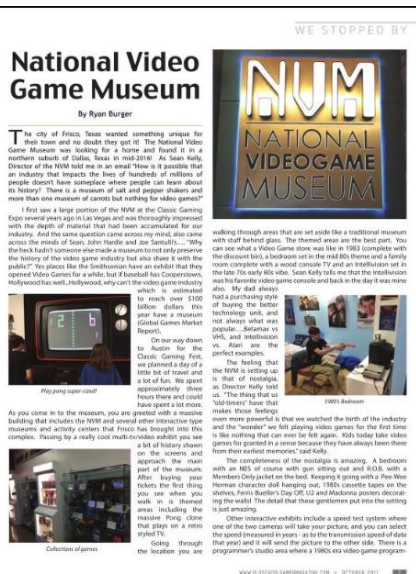 WE STOPPED BY
National Video
Game Museum
By Ryan Burger
The city of Frisco, Texas wanted something unique for
their town and no doubt they got it! The National Video
Game Museum was looking for a home and found it in a
northern suburb of Dallas, Texas in mid-2016! As Sean Kelly,
Director of the NVM told me in an email "How is it possible that
an industry that impacts the lives of hundreds of millions of
people doesn't have someplace where people can learn about
its history? There is a museum of salt and pepper shakers and
more than one museum of carrots but nothing for video games?"
I first saw a large portion of the NVM at the Classic Gaming
Expo several years ago in Las Vegas and was thoroughly impressed
with the depth of material that had been accumulated for our
industry. And the same question came across my mind, also came
across the minds of Sean, John Hardie and Joe Santulli's.... "Why
the heck hadn't someone else made a museum to not only preserve
the history of the video game industry but also share it with the
public?" Yes places like the Smithsonian have an exhibit that they
opened Video Games for a while, but if baseball has Cooperstown,
Hollywood has well...Hollywood, why can't the video game industry
which is estimated
to reach over $100
billion dollars this
year have a museum
(Global Games Market
Report).
On our way down
to Austin for the
Classic Gaming Fest,
we planned a day of a
little bit of travel and
a lot of fun. We spent
approximately three
hours there and could
have spent a lot more.
Play pong super-sized!
As you come in to the museum, you are greeted with a massive
building that includes the NVM and several other interactive type
museums and activity centers that Frisco has brought into this
complex. Passing by a really cool multi-tv/video exhibit you see
a bit of history shown
on the screens and
approach the main
part of the museum.
After buying your
tickets the first thing
you see when you
walk in is themed
areas including the
massive Pong clone
that plays on a retro
styled TV.
Going through
the location you are
Collections of games
NVM
NATIONAL
VIDEOGAME
MUSEUM
walking through areas that are set aside like a traditional museum
with stuff behind glass. The themed areas are the best part. You
can see what a Video Game store was like in 1983 (complete with
the discount bin), a bedroom set in the mid 80s theme and a family
room complete with a wood console TV and an Intellivision set in
the late 70s early 80s vibe. Sean Kelly tells me that the Intellivision
was his favorite video game console and back in the day it was mine
also. My dad always
had a purchasing style
of buying the better
technology unit, and
not always what was
popular....Betamax vs
VHS, and Intellivision
vs. Atari are the
perfect examples.
The feeling that
the NVM is setting up
is that of nostalgia,
as Director Kelly told
us. "The thing that us
"old-timers" have that
makes those feelings
1980's Bedroom
even more powerful is that we watched the birth of the industry
and the "wonder" we felt playing video games for the first time
is like nothing that can ever be felt again. Kids today take video
games for granted in a sense because they have always been there
from their earliest memories." said Kelly.
The completeness of the nostalgia is amazing. A bedroom
with an NES of course with gun sitting out and R.O.B. with a
Members Only jacket on the bed. Keeping it going with a Pee-Wee
Herman character doll hanging out, 1980s cassette tapes on the
shelves, Ferris Bueller's Day Off, U2 and Madonna posters decorat-
ing the walls! The detail that these gentlemen put into the setting
is just amazing.
Other interactive exhibits include a speed test system where
one of the two cameras will take your picture, and you can select
the speed (measured in years - as to the transmission speed of data
that year) and it will send the picture to the other side. There is a
programmer's studio area where a 1980s era video game program-
WWW.OLDSCHOOLGAMERMAGAZINE.COM • OCTOBER 2017